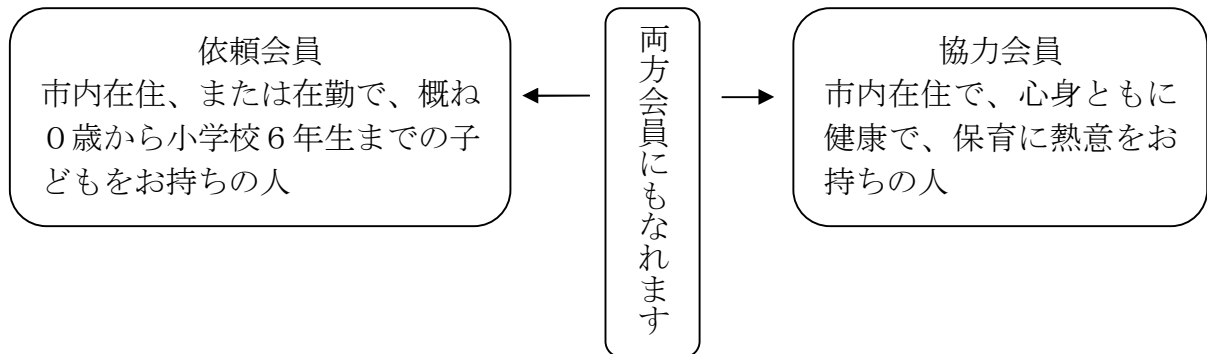 依頼会員
市内在住、または在勤で、概ね
０歳から小学校６年生までの子
どもをお持ちの人
両方会員にもなれます
協力会員
市内在住で、心身ともに
健康で、保育に熱意をお
持ちの人